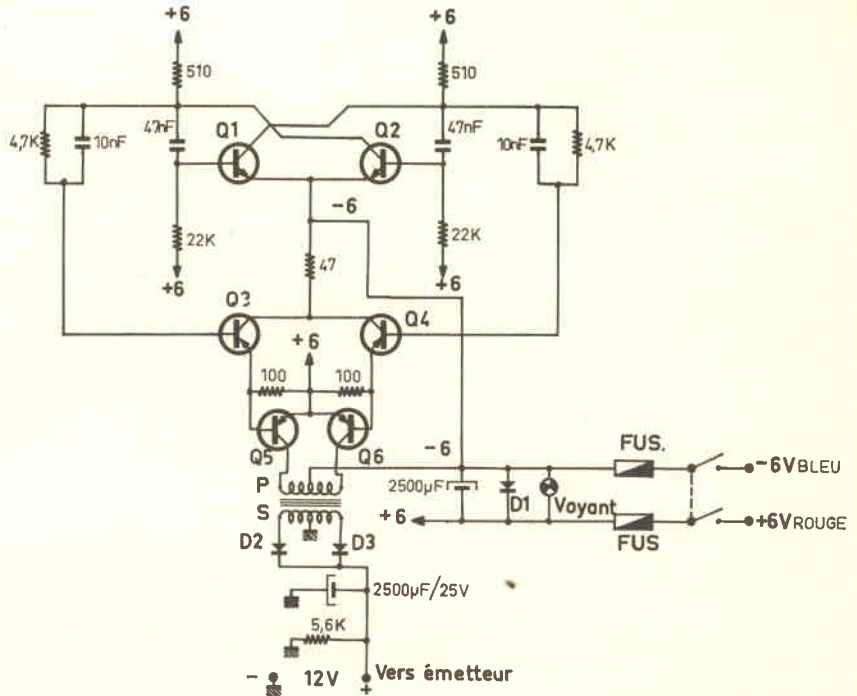 +6
+6
510
510
4,7K
10nF
47nF
Q1
Q2
47nF
10nF
4,7K
-6
22K
22K
47
+6
+6
Q3
Q4
+6
100
100
Q5
Q6
-6
FUS.
-6V BLEU
P
2500µF
D1
Voyant
S
+6
+6V ROUGE
FUS
D2
D3
2500µF/25V
5,6K
- 12V Vers émetteur
+